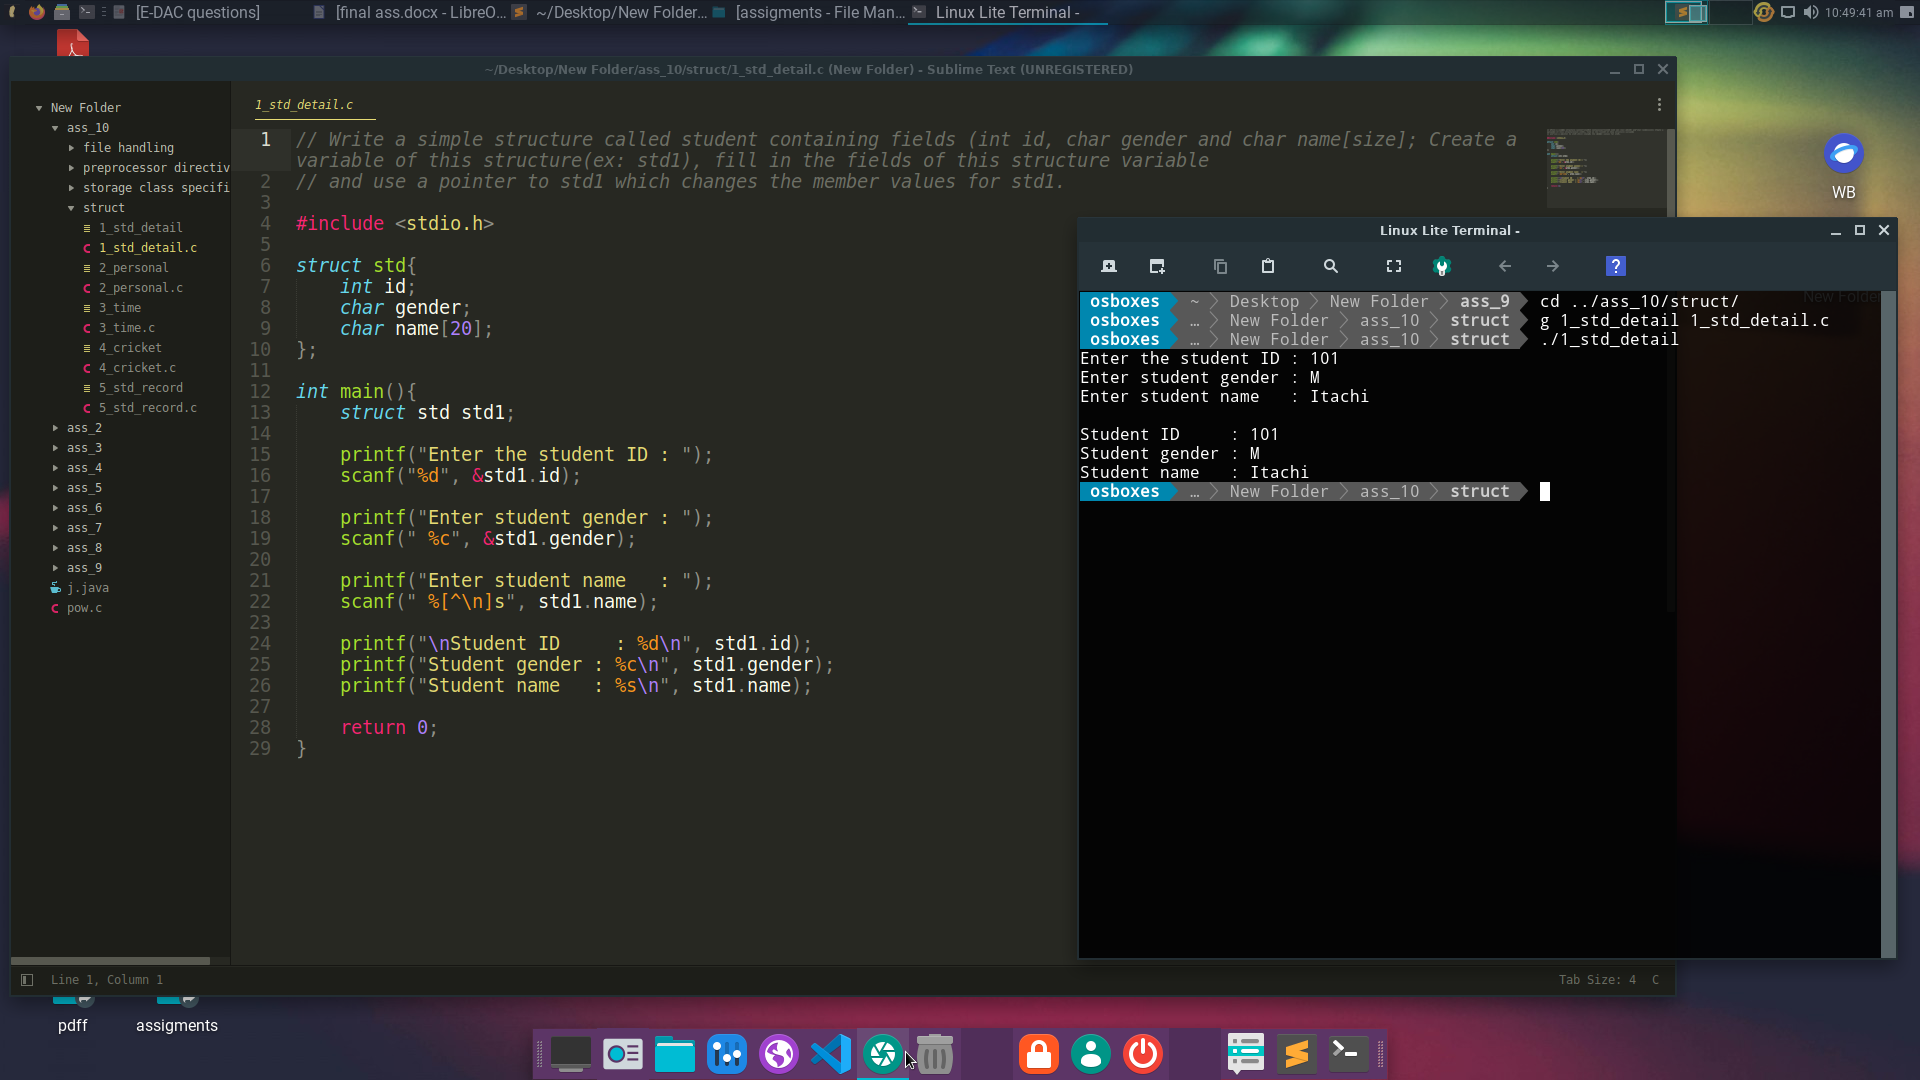 [E-DAC questions]
[final ass.docx - LibreO...
~/Desktop/New Folder...
[assigments - File Man...
Linux Lite Terminal -
10:49:41 am
~/Desktop/New Folder/ass_10/struct/1_std_detail.c (New Folder) - Sublime Text (UNREGISTERED)
New Folder
ass_10
file handling
preprocessor directiv
storage class specifi
struct
1_std_detail
1_std_detail.c
2_personal
2_personal.c
3_time
3_time.c
4_cricket
4_cricket.c
5_std_record
5_std_record.c
ass_2
ass_3
ass_4
ass_5
ass_6
ass_7
ass_8
ass_9
j.java
pow.c
1_std_detail.c
1 // Write a simple structure called student containing fields (int id, char gender and char name[size]; Create a
variable of this structure(ex: std1), fill in the fields of this structure variable
2 // and use a pointer to std1 which changes the member values for std1.
3
4 #include <stdio.h>
5
6 struct std{
7     int id;
8     char gender;
9     char name[20];
10 };
11
12 int main(){
13     struct std std1;
14
15     printf("Enter the student ID : ");
16     scanf("%d", &std1.id);
17
18     printf("Enter student gender : ");
19     scanf(" %c", &std1.gender);
20
21     printf("Enter student name   : ");
22     scanf(" %[^\n]s", std1.name);
23
24     printf("\nStudent ID     : %d\n", std1.id);
25     printf("Student gender : %c\n", std1.gender);
26     printf("Student name   : %s\n", std1.name);
27
28     return 0;
29 }
Line 1, Column 1
Tab Size: 4
C
WB
Linux Lite Terminal -
New Folder
osboxes ~ Desktop New Folder ass_9 cd ../ass_10/struct/
osboxes … New Folder ass_10 struct g 1_std_detail 1_std_detail.c
osboxes … New Folder ass_10 struct ./1_std_detail
Enter the student ID : 101
Enter student gender : M
Enter student name   : Itachi
Student ID     : 101
Student gender : M
Student name   : Itachi
osboxes … New Folder ass_10 struct
pdff
assigments